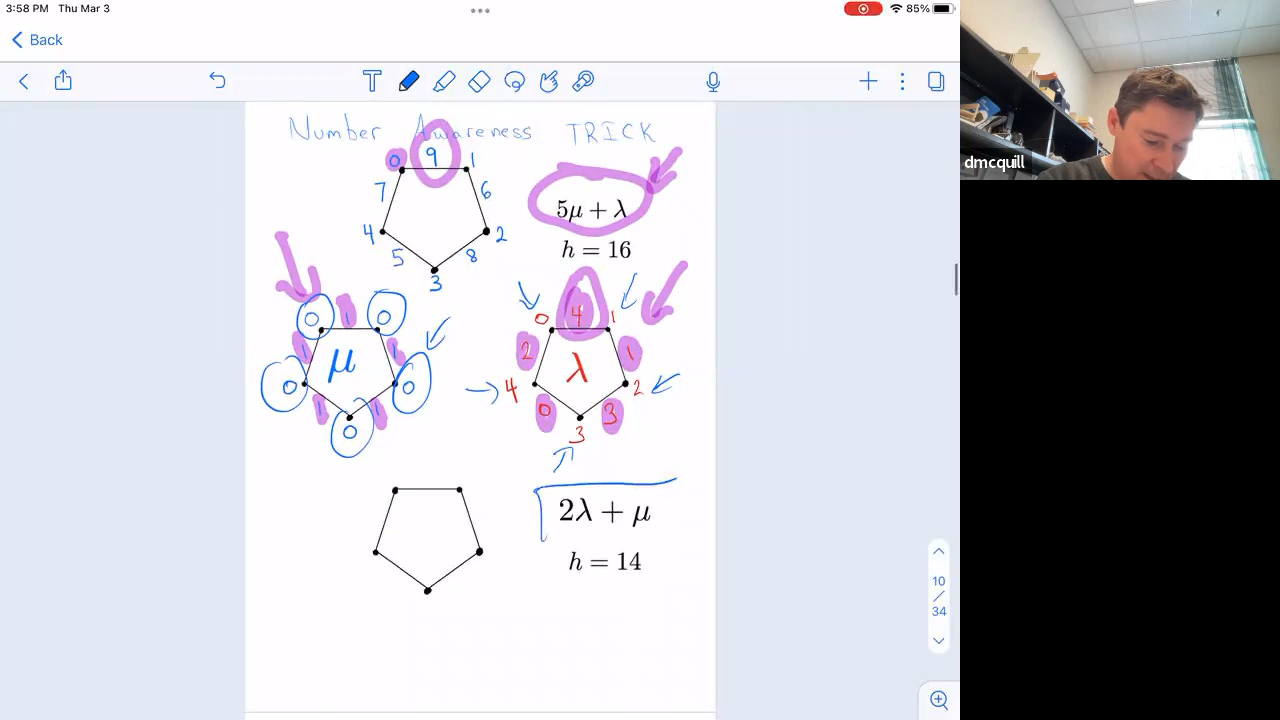 3:58 PM Thu Mar 3
85%
Back
T
dmcquill
Number Awareness TRICK
0 9 1
7 6
4 2
5 8
3
5μ + λ
h = 16
0 1 0
1 1
0 0
1 1
0
μ
0 4 1
2 1
4 2
0 3
3
λ
2λ + μ
h = 14
10
/
34